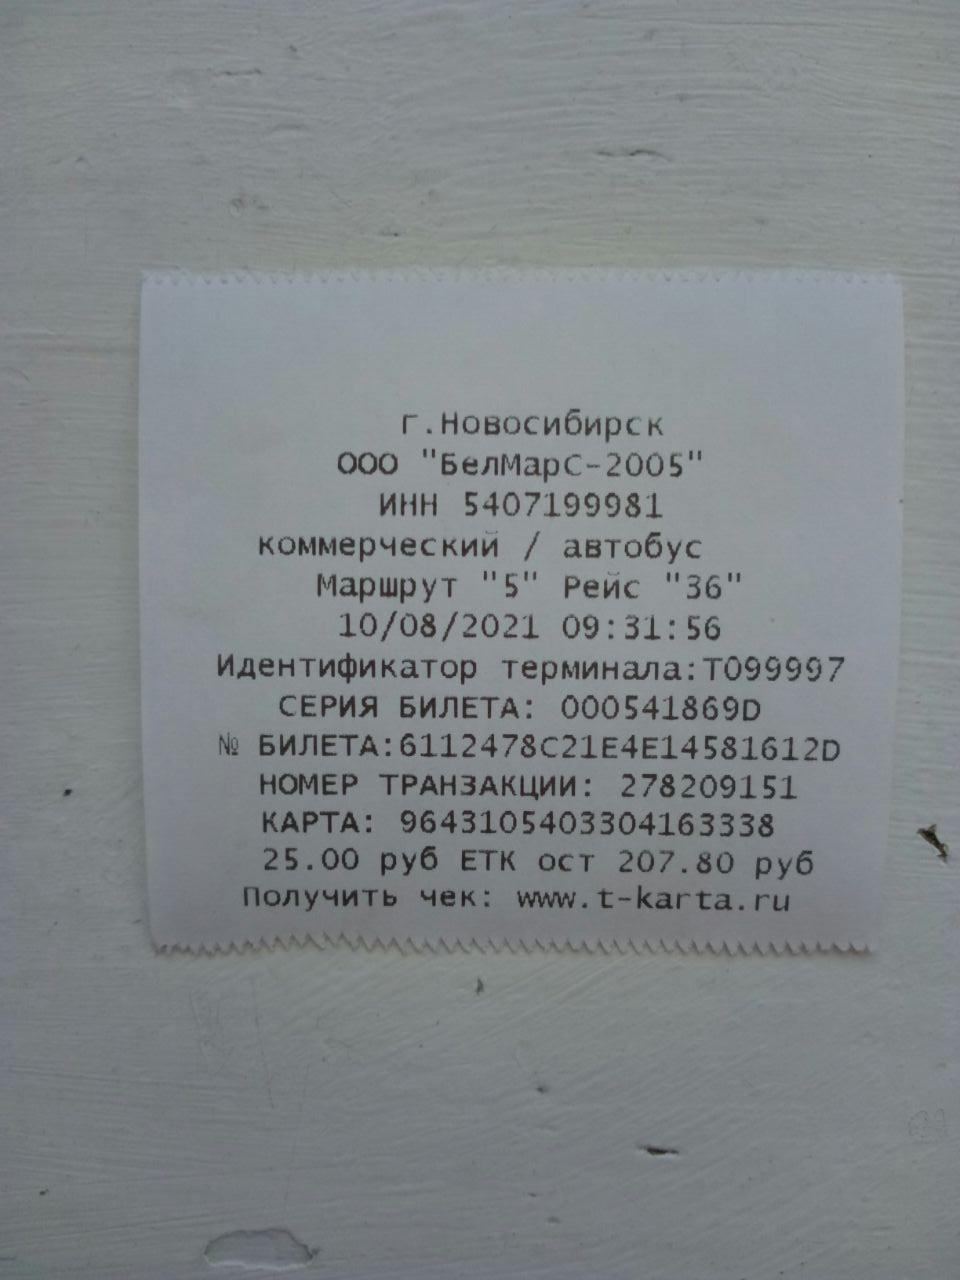 г.Новосибирск
ООО "БелМарС-2005"
ИНН 5407199981
коммерческий / автобус
Маршрут "5" Рейс "36"
10/08/2021 09:31:56
Идентификатор терминала:Т099997
СЕРИЯ БИЛЕТА: 000541869D
№ БИЛЕТА:6112478C21E4E14581612D
НОМЕР ТРАНЗАКЦИИ: 278209151
КАРТА: 9643105403304163338
25.00 руб ЕТК ост 207.80 руб
Получить чек: www.t-karta.ru